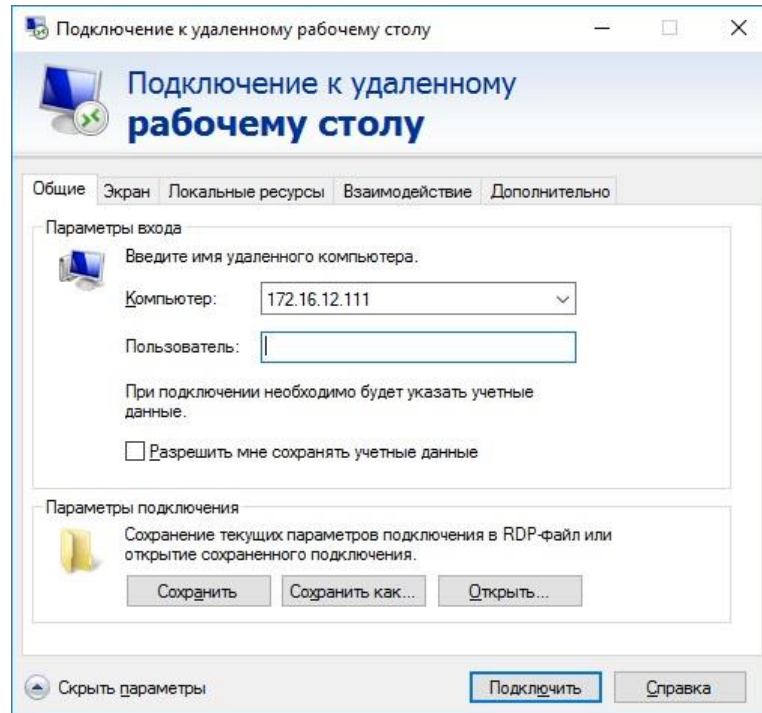 Подключение к удаленному рабочему столу
Подключение к удаленному
рабочему столу
Общие Экран Локальные ресурсы Взаимодействие Дополнительно
Параметры входа
Введите имя удаленного компьютера.
Компьютер: 172.16.12.111
Пользователь:
При подключении необходимо будет указать учетные
данные.
Разрешить мне сохранять учетные данные
Параметры подключения
Сохранение текущих параметров подключения в RDP-файл или
открытие сохраненного подключения.
Сохранить Сохранить как... Открыть...
Скрыть параметры Подключить Справка